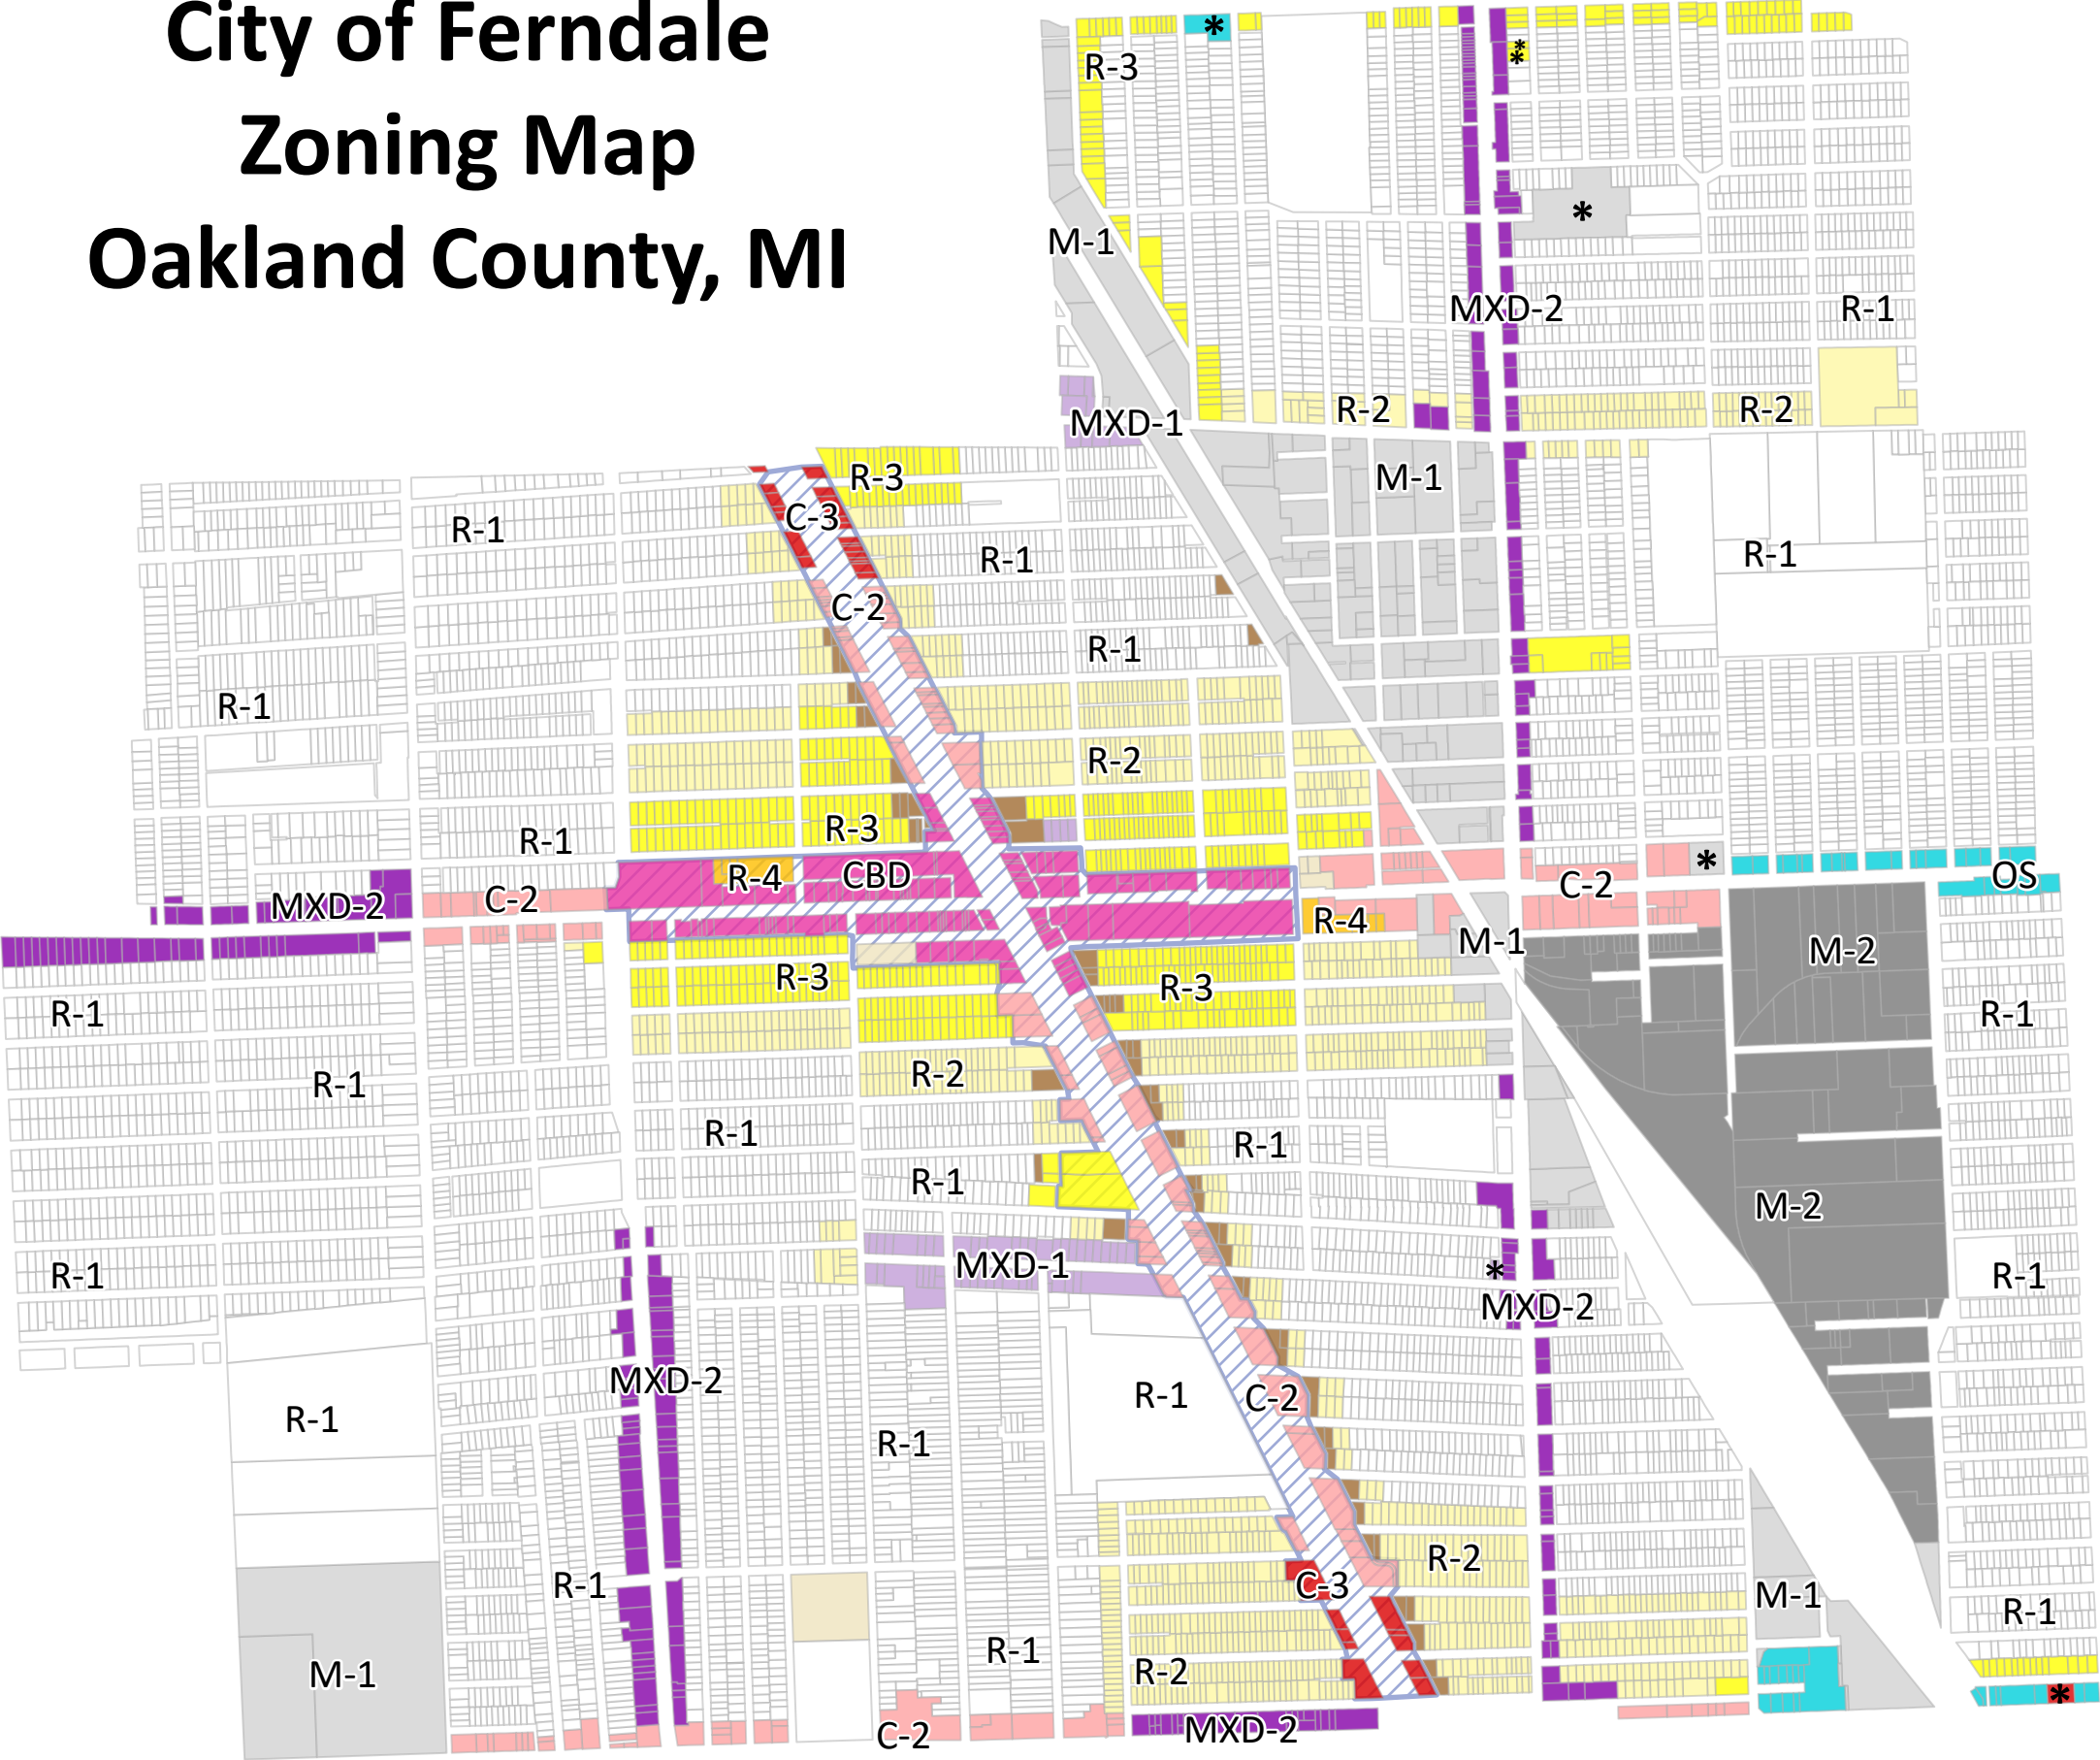 City of Ferndale
Zoning Map
Oakland County, MI
*
*
*
R-3
*
M-1
MXD-2
R-1
MXD-1
R-2
R-2
R-3
M-1
C-3
R-1
R-1
R-1
C-2
R-1
R-1
R-2
R-3
R-1
*
R-4
CBD
OS
MXD-2
C-2
C-2
R-4
M-1
M-2
R-3
R-3
R-1
R-1
R-2
R-1
R-1
R-1
R-1
M-2
MXD-1
*
R-1
R-1
MXD-2
MXD-2
R-1
C-2
R-1
R-1
R-2
R-1
C-3
M-1
R-1
R-1
M-1
R-2
*
C-2
MXD-2